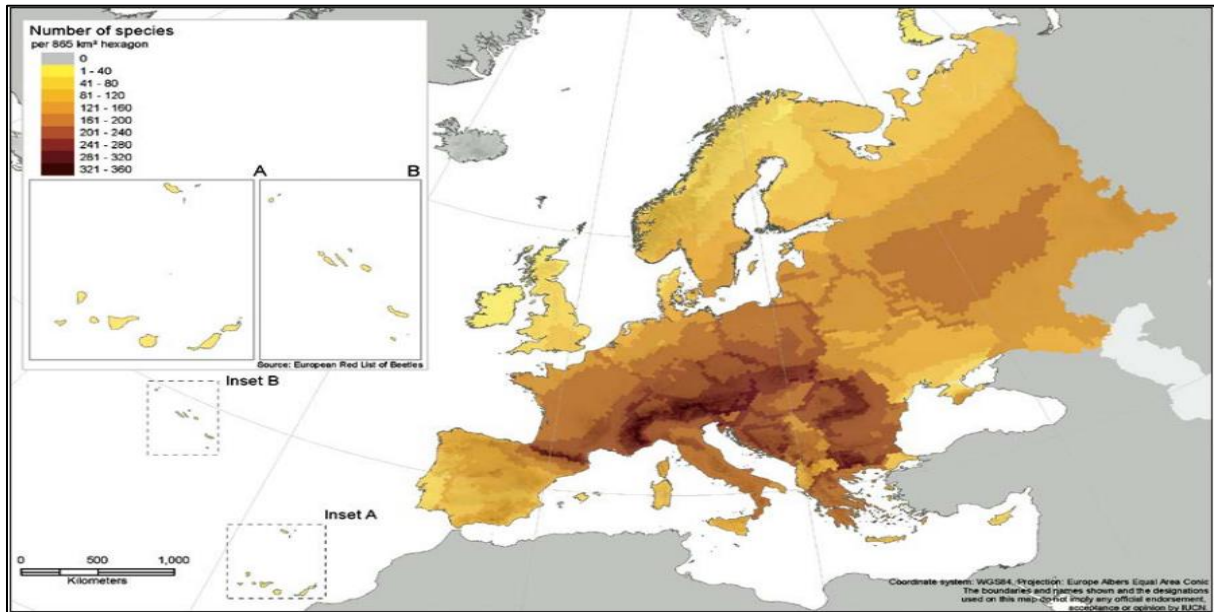 Number of species
per 865 km² hexagon
0
1 - 40
41 - 80
81 - 120
121 - 160
161 - 200
201 - 240
241 - 280
281 - 320
321 - 360
A
B
Source: European Red List of Beetles
Inset B
Inset A
0 500 1,000
Kilometers
Coordinate system: WGS84, Projection: Europe Albers Equal Area Conic
The boundaries and names shown and the designations
used on this map do not imply any official endorsement,
acceptance or opinion by IUCN.